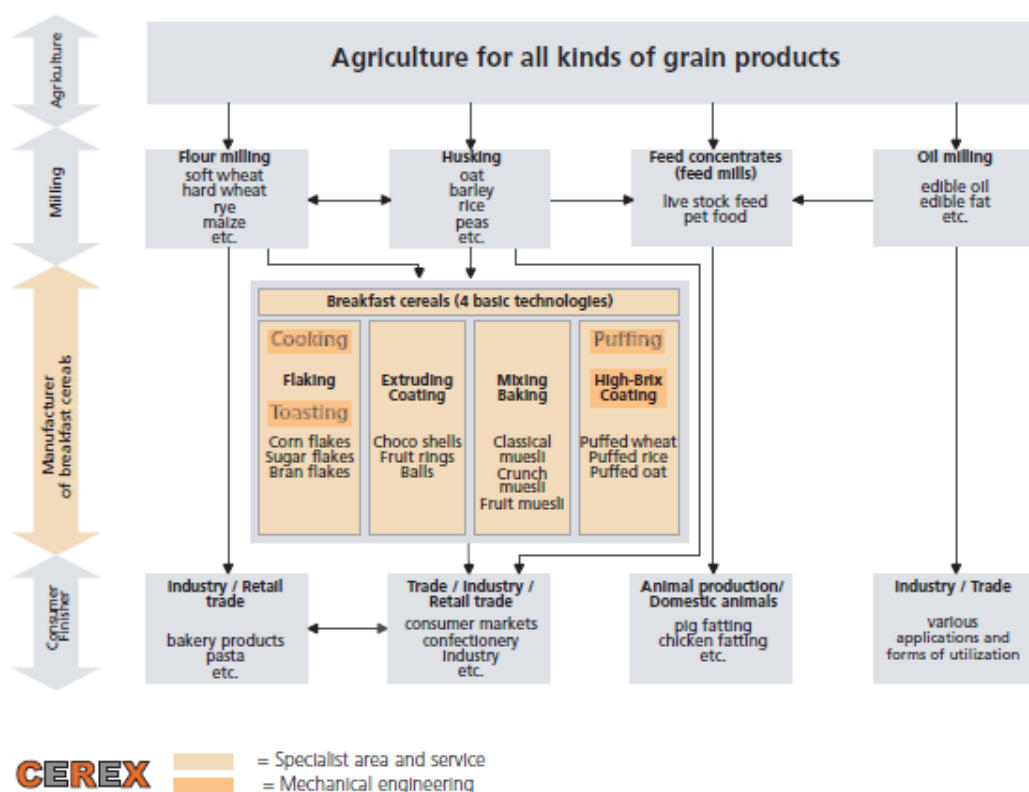 Agriculture
Agriculture for all kinds of grain products
Milling
Flour milling
soft wheat
hard wheat
rye
maize
etc.
Husking
oat
barley
rice
peas
etc.
Feed concentrates
(feed mills)
live stock feed
pet food
Oil milling
edible oil
edible fat
etc.
Manufacturer
of breakfast cereals
Breakfast cereals (4 basic technologies)
Cooking
Flaking
Toasting
Corn flakes
Sugar flakes
Bran flakes
Extruding
Coating
Choco shells
Fruit rings
Balls
Mixing
Baking
Classical
muesli
Crunch
muesli
Fruit muesli
Puffing
High-Brix
Coating
Puffed wheat
Puffed rice
Puffed oat
Consumer
Finisher
Industry / Retail
trade
bakery products
pasta
etc.
Trade / Industry /
Retail trade
consumer markets
confectionery
Industry
etc.
Animal production/
Domestic animals
pig fatting
chicken fatting
etc.
Industry / Trade
various
applications and
forms of utilization
CEREX
= Specialist area and service
= Mechanical engineering